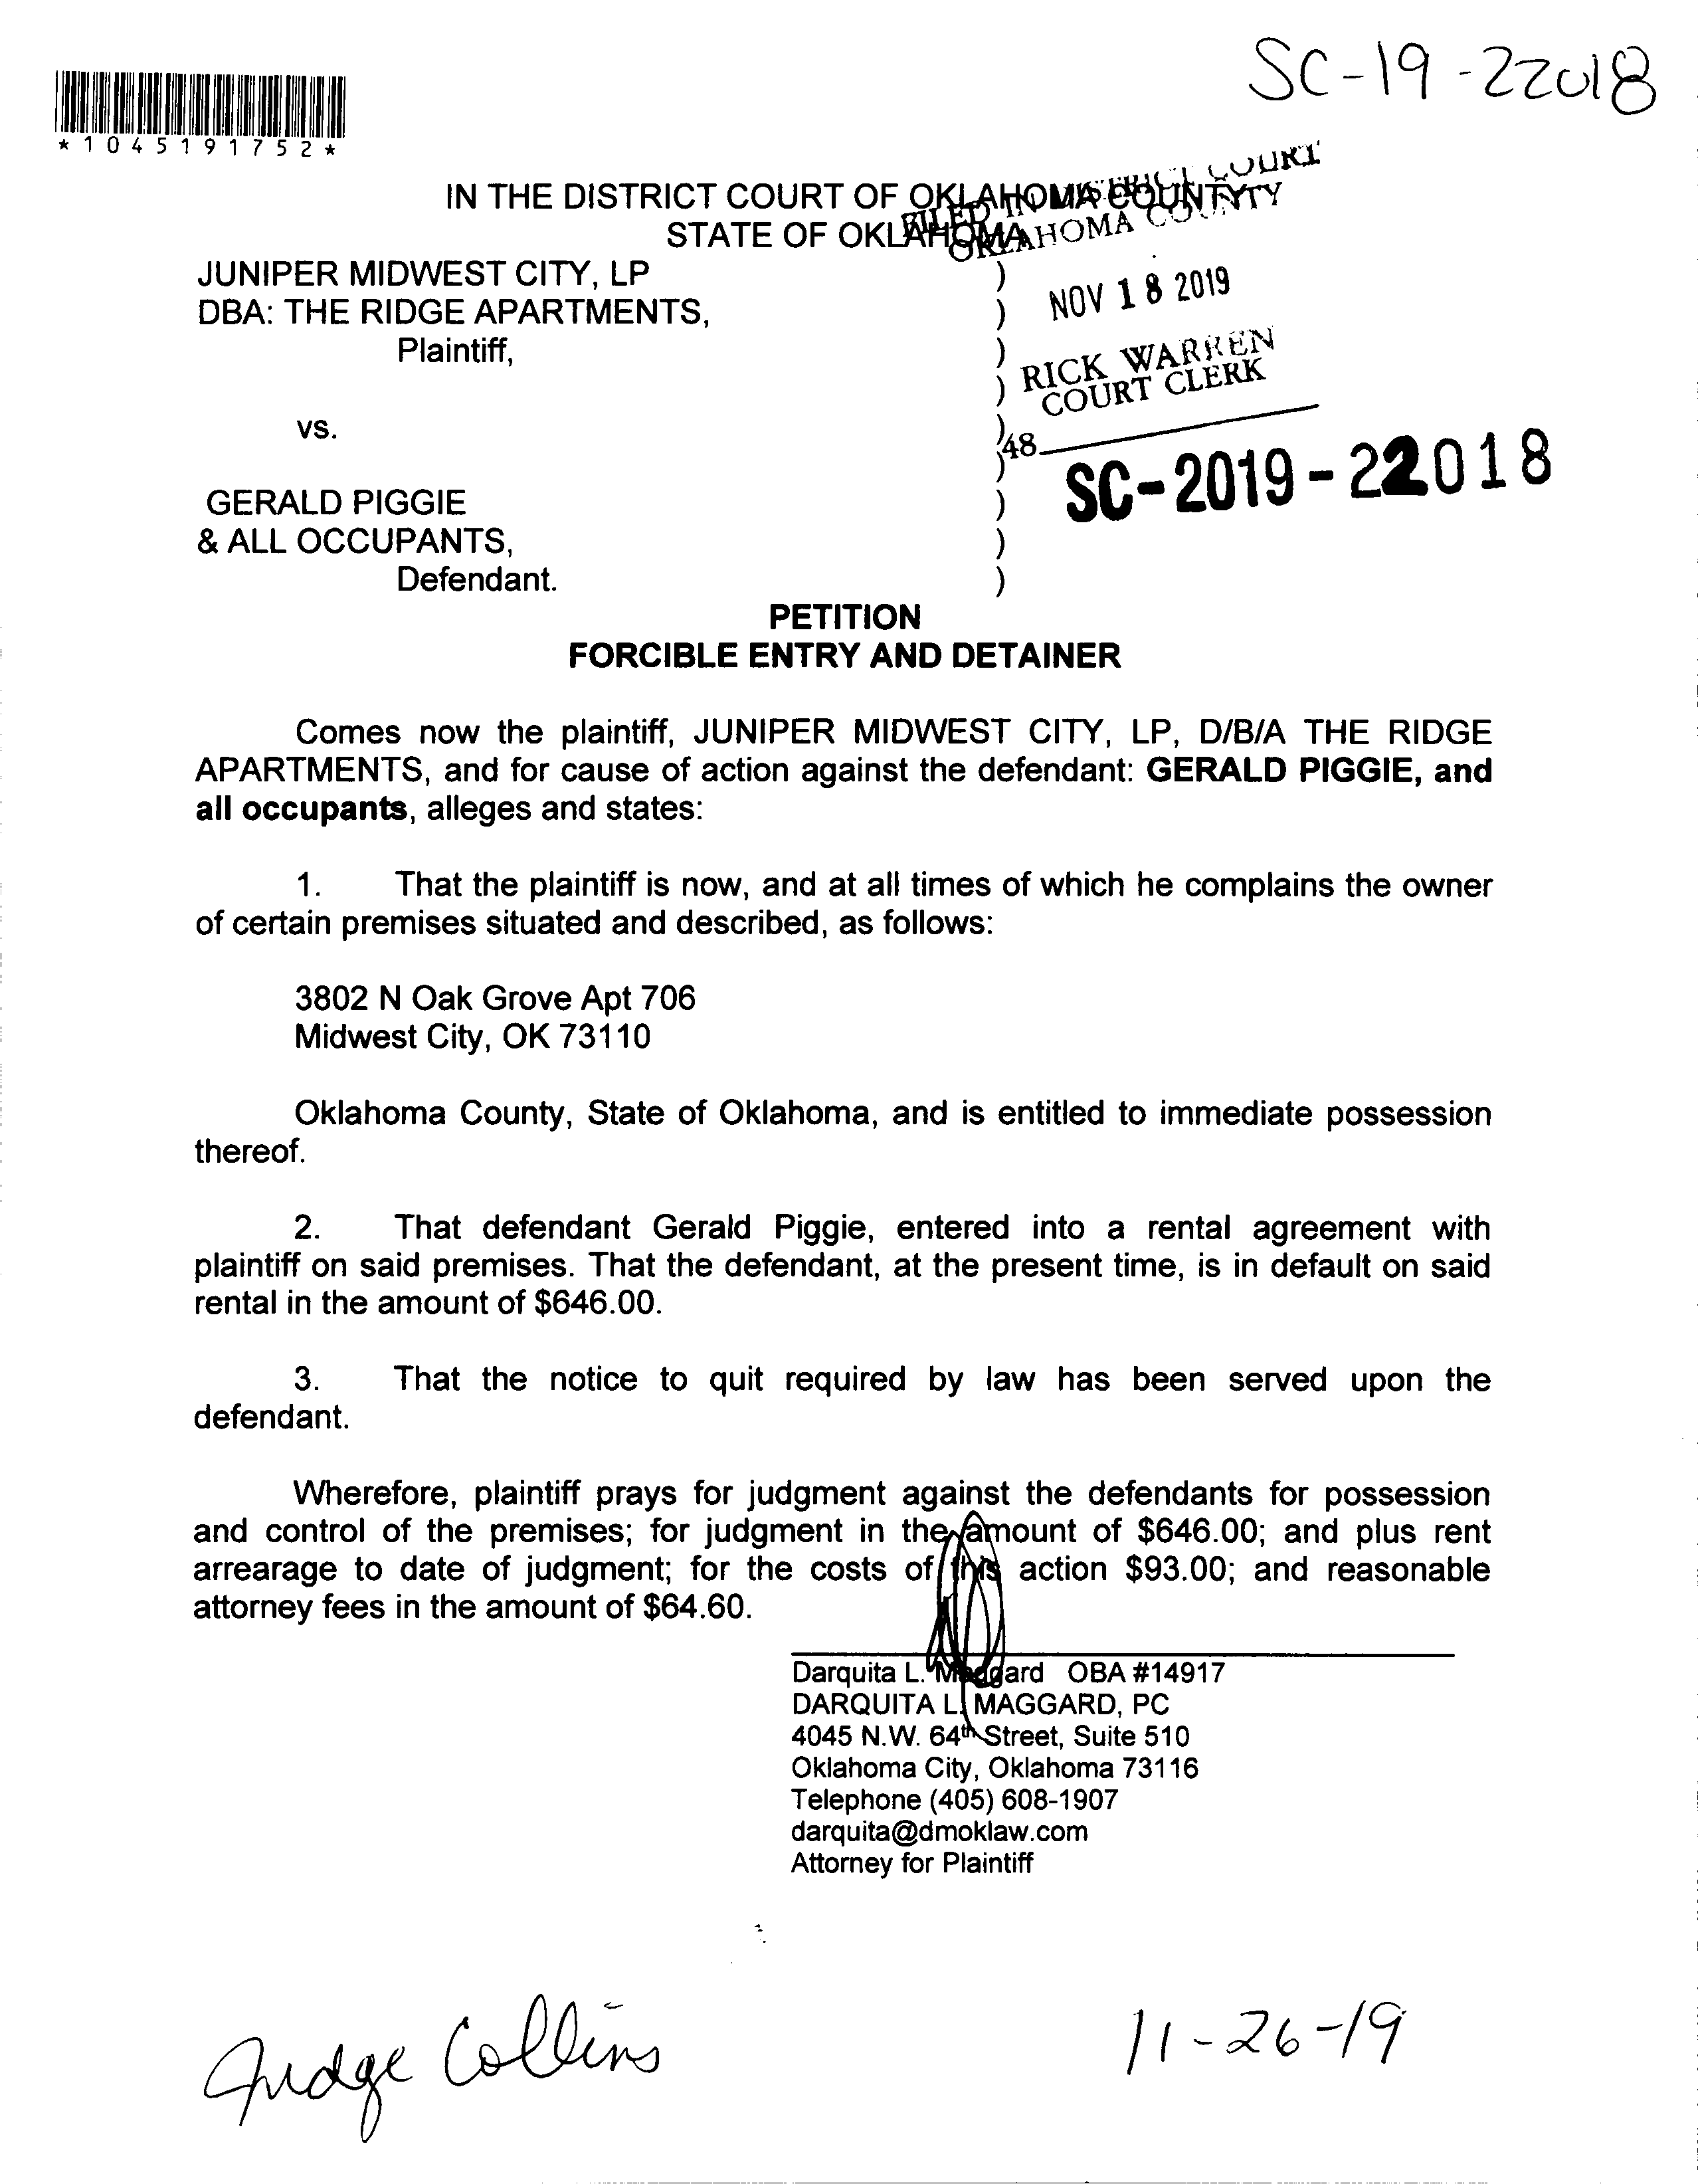 SC-19-22018
*1045191752*
IN THE DISTRICT COURT OF OKLAHOMA COUNTY
STATE OF OKLAHOMA
FILED IN DISTRICT COURT
OKLAHOMA COUNTY
JUNIPER MIDWEST CITY, LP )
DBA: THE RIDGE APARTMENTS, )
NOV 18 2019
Plaintiff, )
)
RICK WARREN
COURT CLERK
vs. )
48
)
SC-2019-22018
GERALD PIGGIE )
& ALL OCCUPANTS, )
Defendant. )
PETITION
FORCIBLE ENTRY AND DETAINER
Comes now the plaintiff, JUNIPER MIDWEST CITY, LP, D/B/A THE RIDGE
APARTMENTS, and for cause of action against the defendant: GERALD PIGGIE, and
all occupants, alleges and states:
1. That the plaintiff is now, and at all times of which he complains the owner
of certain premises situated and described, as follows:
3802 N Oak Grove Apt 706
Midwest City, OK 73110
Oklahoma County, State of Oklahoma, and is entitled to immediate possession
thereof.
2. That defendant Gerald Piggie, entered into a rental agreement with
plaintiff on said premises. That the defendant, at the present time, is in default on said
rental in the amount of $646.00.
3. That the notice to quit required by law has been served upon the
defendant.
Wherefore, plaintiff prays for judgment against the defendants for possession
and control of the premises; for judgment in the amount of $646.00; and plus rent
arrearage to date of judgment; for the costs of this action $93.00; and reasonable
attorney fees in the amount of $64.60.
Darquita L. Maggard OBA #14917
DARQUITA L. MAGGARD, PC
4045 N.W. 64th Street, Suite 510
Oklahoma City, Oklahoma 73116
Telephone (405) 608-1907
darquita@dmoklaw.com
Attorney for Plaintiff
Judge Collins
11-26-19